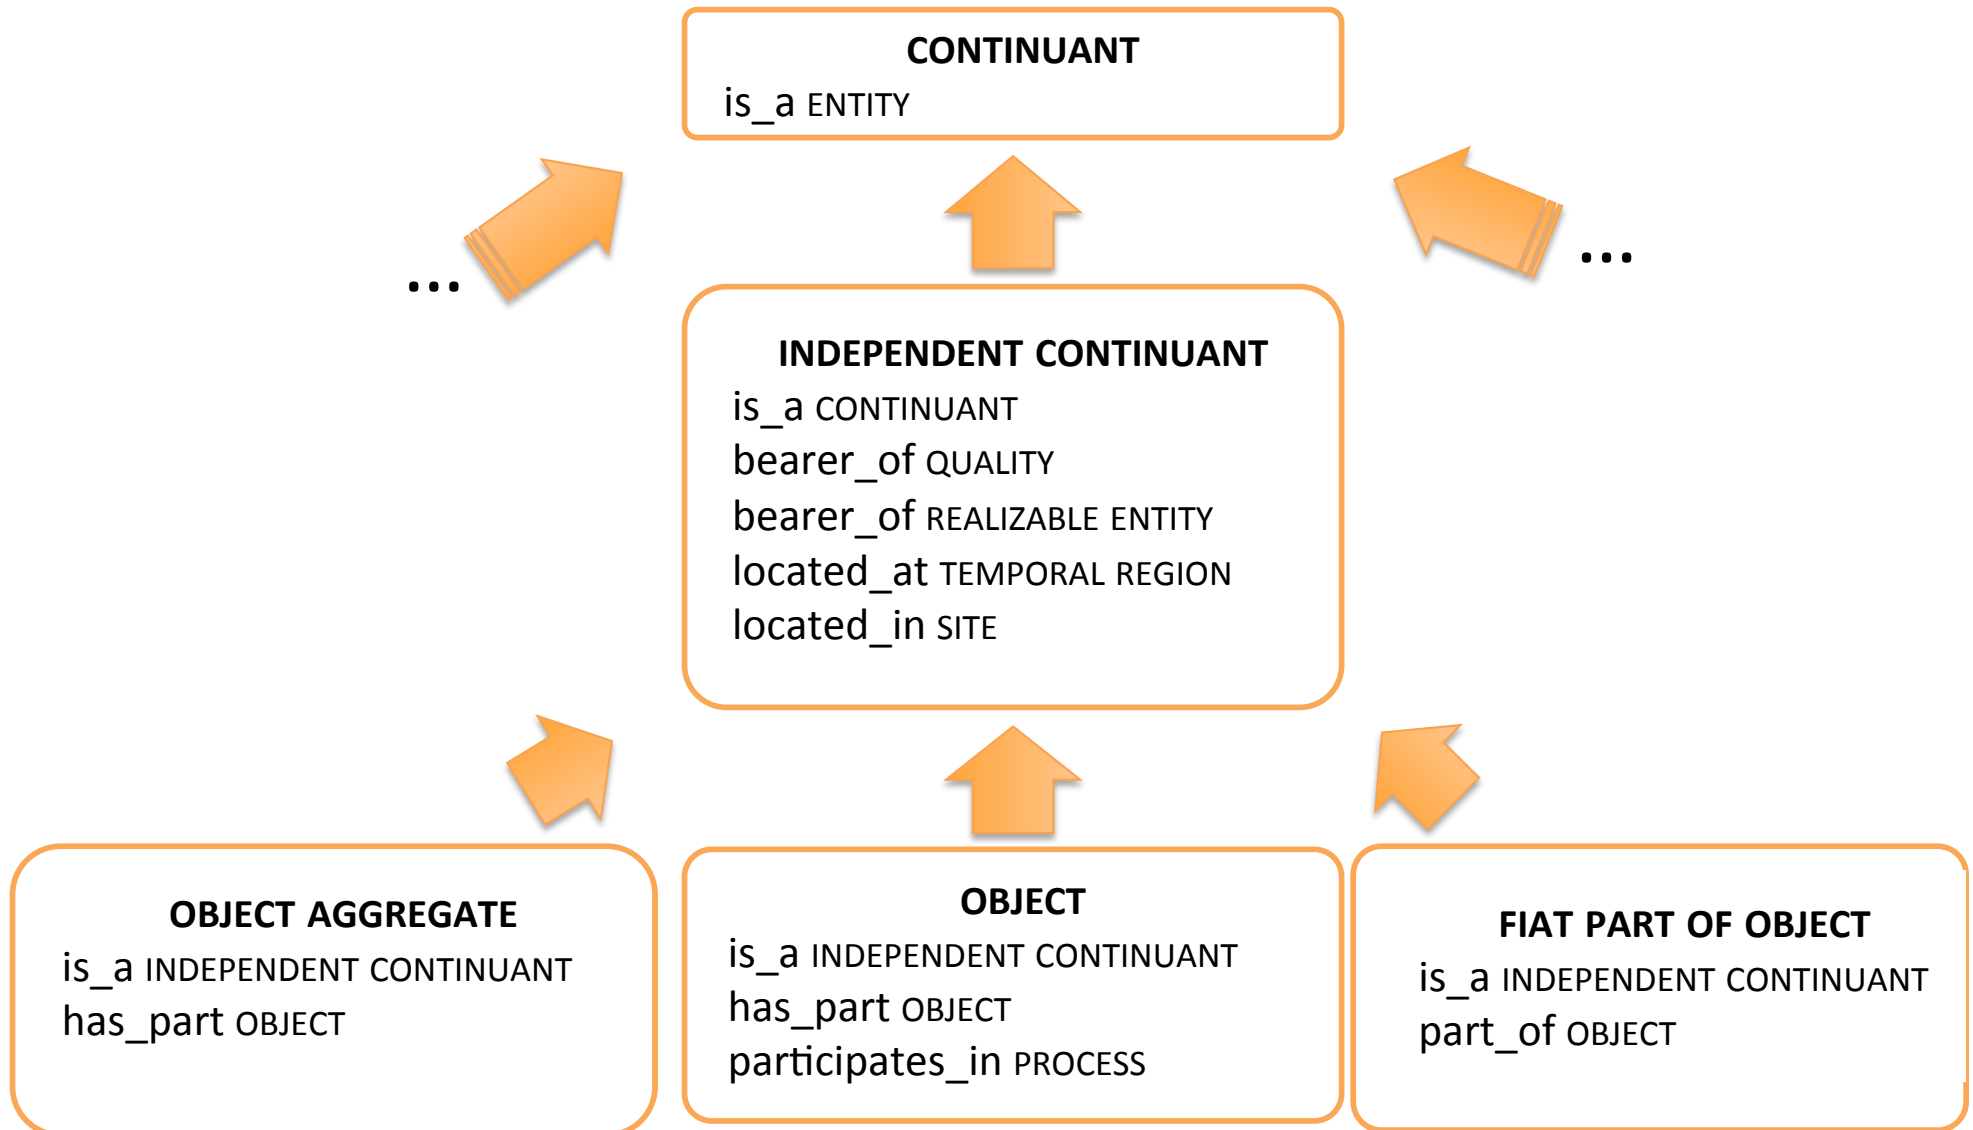 CONTINUANT
is_a ENTITY
...
...
INDEPENDENT CONTINUANT
is_a CONTINUANT
bearer_of QUALITY
bearer_of REALIZABLE ENTITY
located_at TEMPORAL REGION
located_in SITE
OBJECT AGGREGATE
is_a INDEPENDENT CONTINUANT
has_part OBJECT
OBJECT
is_a INDEPENDENT CONTINUANT
has_part OBJECT
participates_in PROCESS
FIAT PART OF OBJECT
is_a INDEPENDENT CONTINUANT
part_of OBJECT